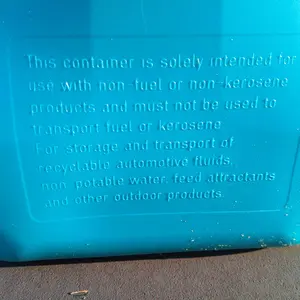 This container is solely intended for
use with non-fuel or non-kerosene
products and must not be used to
transport fuel or kerosene
For storage and transport of
recyclable automotive fluids,
non potable water, feed attractants
and other outdoor products.